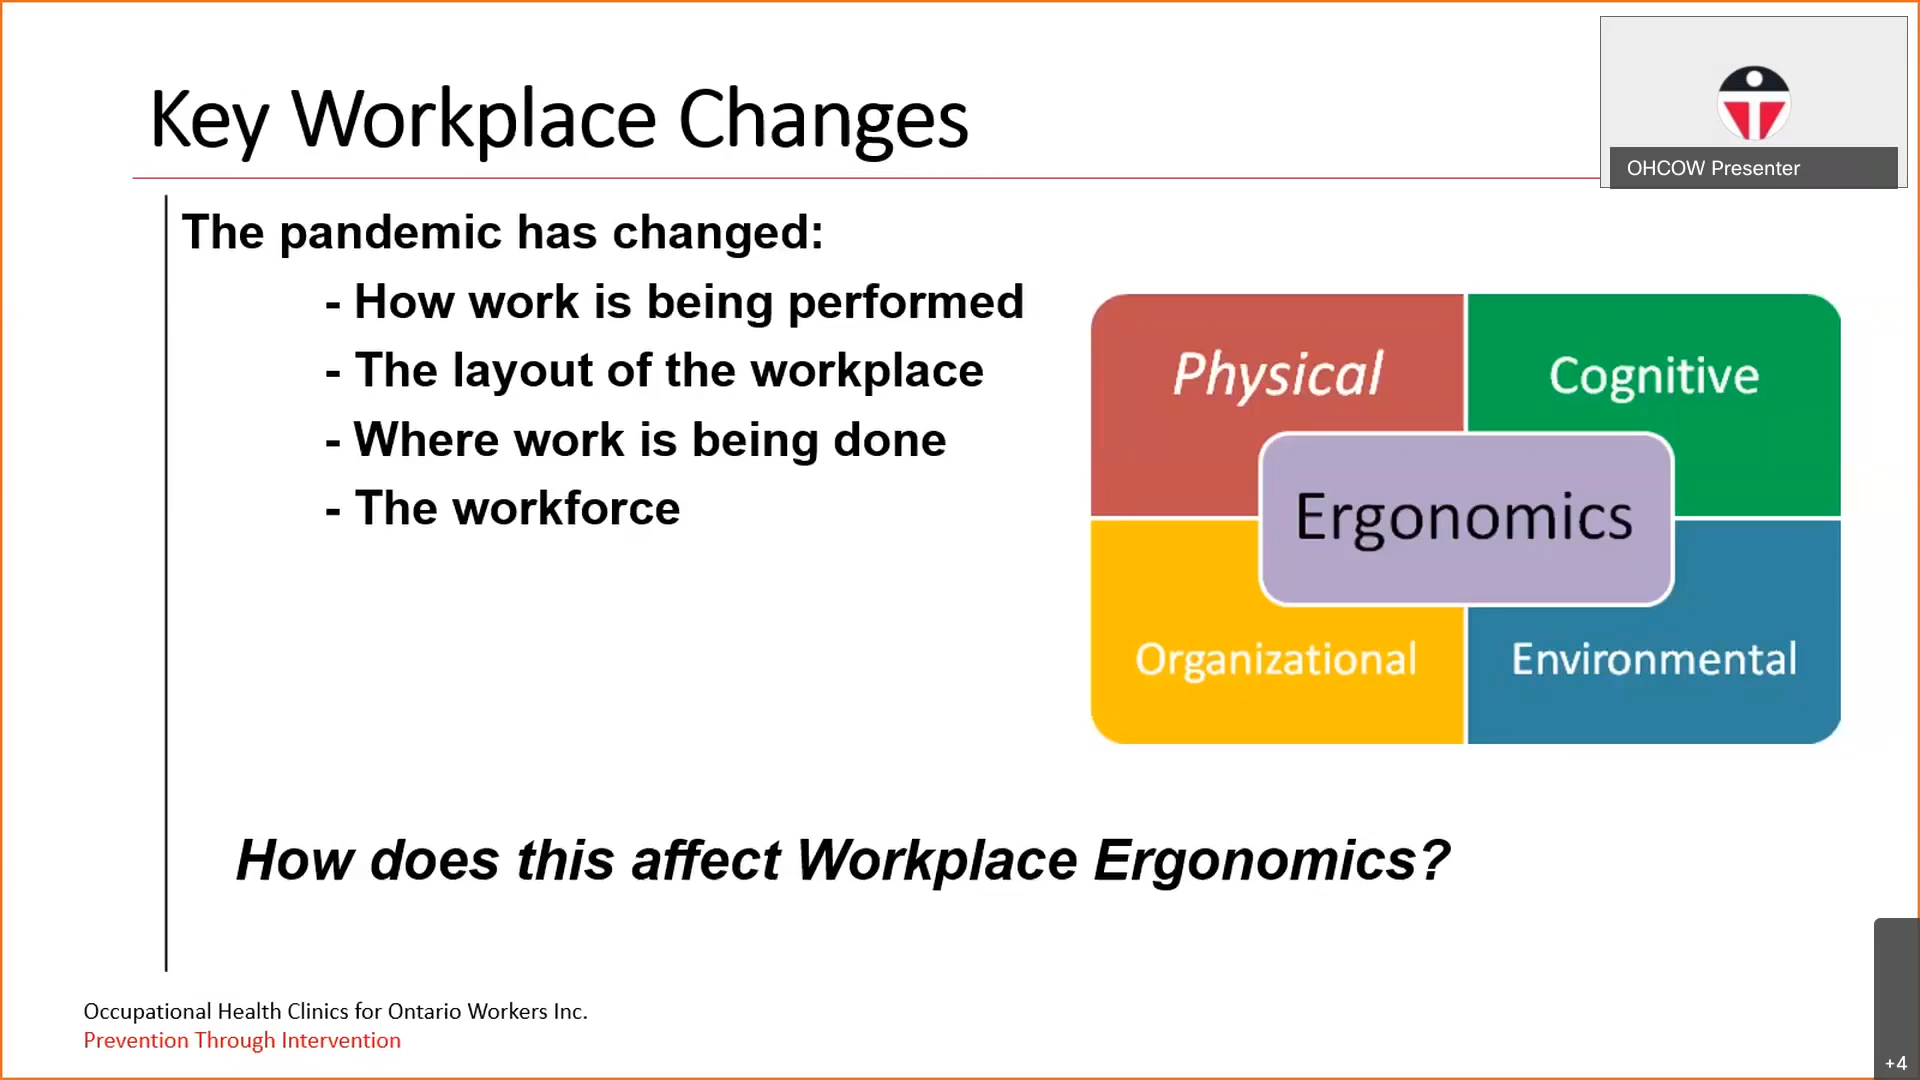 Key Workplace Changes
OHCOW Presenter
The pandemic has changed:
- How work is being performed
- The layout of the workplace
- Where work is being done
- The workforce
Physical
Cognitive
Ergonomics
Organizational
Environmental
How does this affect Workplace Ergonomics?
Occupational Health Clinics for Ontario Workers Inc.
Prevention Through Intervention
+4